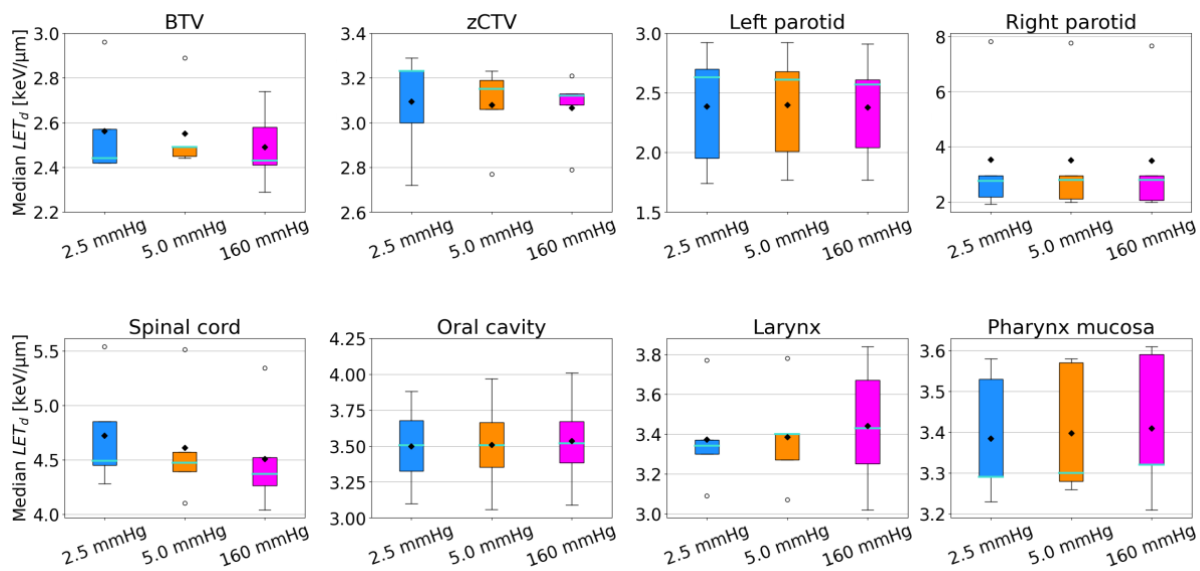 BTV
zCTV
Left parotid
Right parotid
Median LET_d [keV/μm]
3.0
2.8
2.6
2.4
2.2
2.5 mmHg
5.0 mmHg
160 mmHg
3.4
3.2
3.0
2.8
2.6
2.5 mmHg
5.0 mmHg
160 mmHg
3.0
2.5
2.0
1.5
2.5 mmHg
5.0 mmHg
160 mmHg
8
6
4
2
2.5 mmHg
5.0 mmHg
160 mmHg
Spinal cord
Oral cavity
Larynx
Pharynx mucosa
Median LET_d [keV/μm]
5.5
5.0
4.5
4.0
2.5 mmHg
5.0 mmHg
160 mmHg
4.25
4.00
3.75
3.50
3.25
3.00
2.5 mmHg
5.0 mmHg
160 mmHg
3.8
3.6
3.4
3.2
3.0
2.5 mmHg
5.0 mmHg
160 mmHg
3.6
3.5
3.4
3.3
3.2
2.5 mmHg
5.0 mmHg
160 mmHg